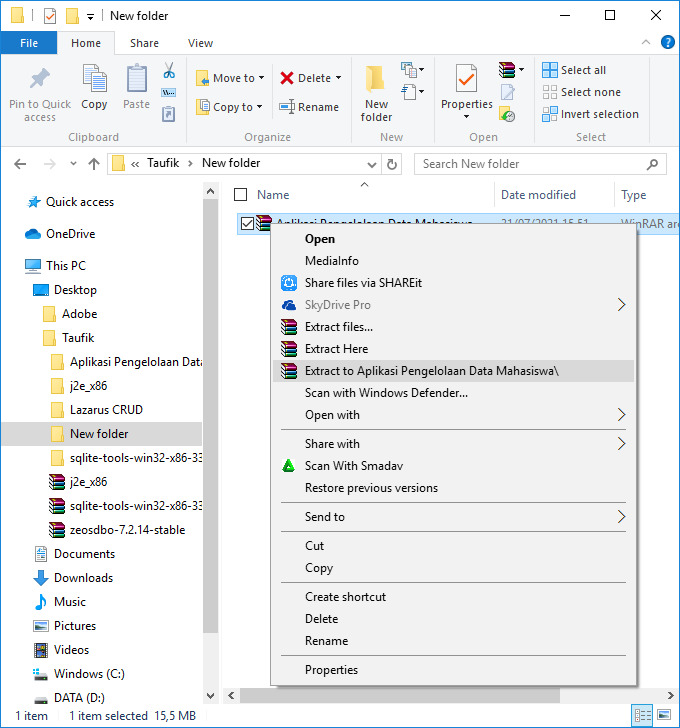 New folder
File Home Share View
Pin to Quick access
Copy
Paste
Move to
Copy to
Delete
Rename
New folder
Properties
Select all
Select none
Invert selection
Clipboard Organize New Open Select
« Taufik > New folder
Search New folder
Name Date modified Type
Aplikasi Pengelolaan Data Mahasiswa 21/07/2021 15.51 WinRAR ar
Quick access
OneDrive
This PC
Desktop
Adobe
Taufik
Aplikasi Pengelolaan Dat
j2e_x86
Lazarus CRUD
New folder
sqlite-tools-win32-x86-33
j2e_x86
sqlite-tools-win32-x86-33
zeosdbo-7.2.14-stable
Documents
Downloads
Music
Pictures
Videos
Windows (C:)
DATA (D:)
Open
MediaInfo
Share files via SHAREit
SkyDrive Pro
Extract files...
Extract Here
Extract to Aplikasi Pengelolaan Data Mahasiswa\
Scan with Windows Defender...
Open with
Share with
Scan With Smadav
Restore previous versions
Send to
Cut
Copy
Create shortcut
Delete
Rename
Properties
1 item 1 item selected 15,5 MB